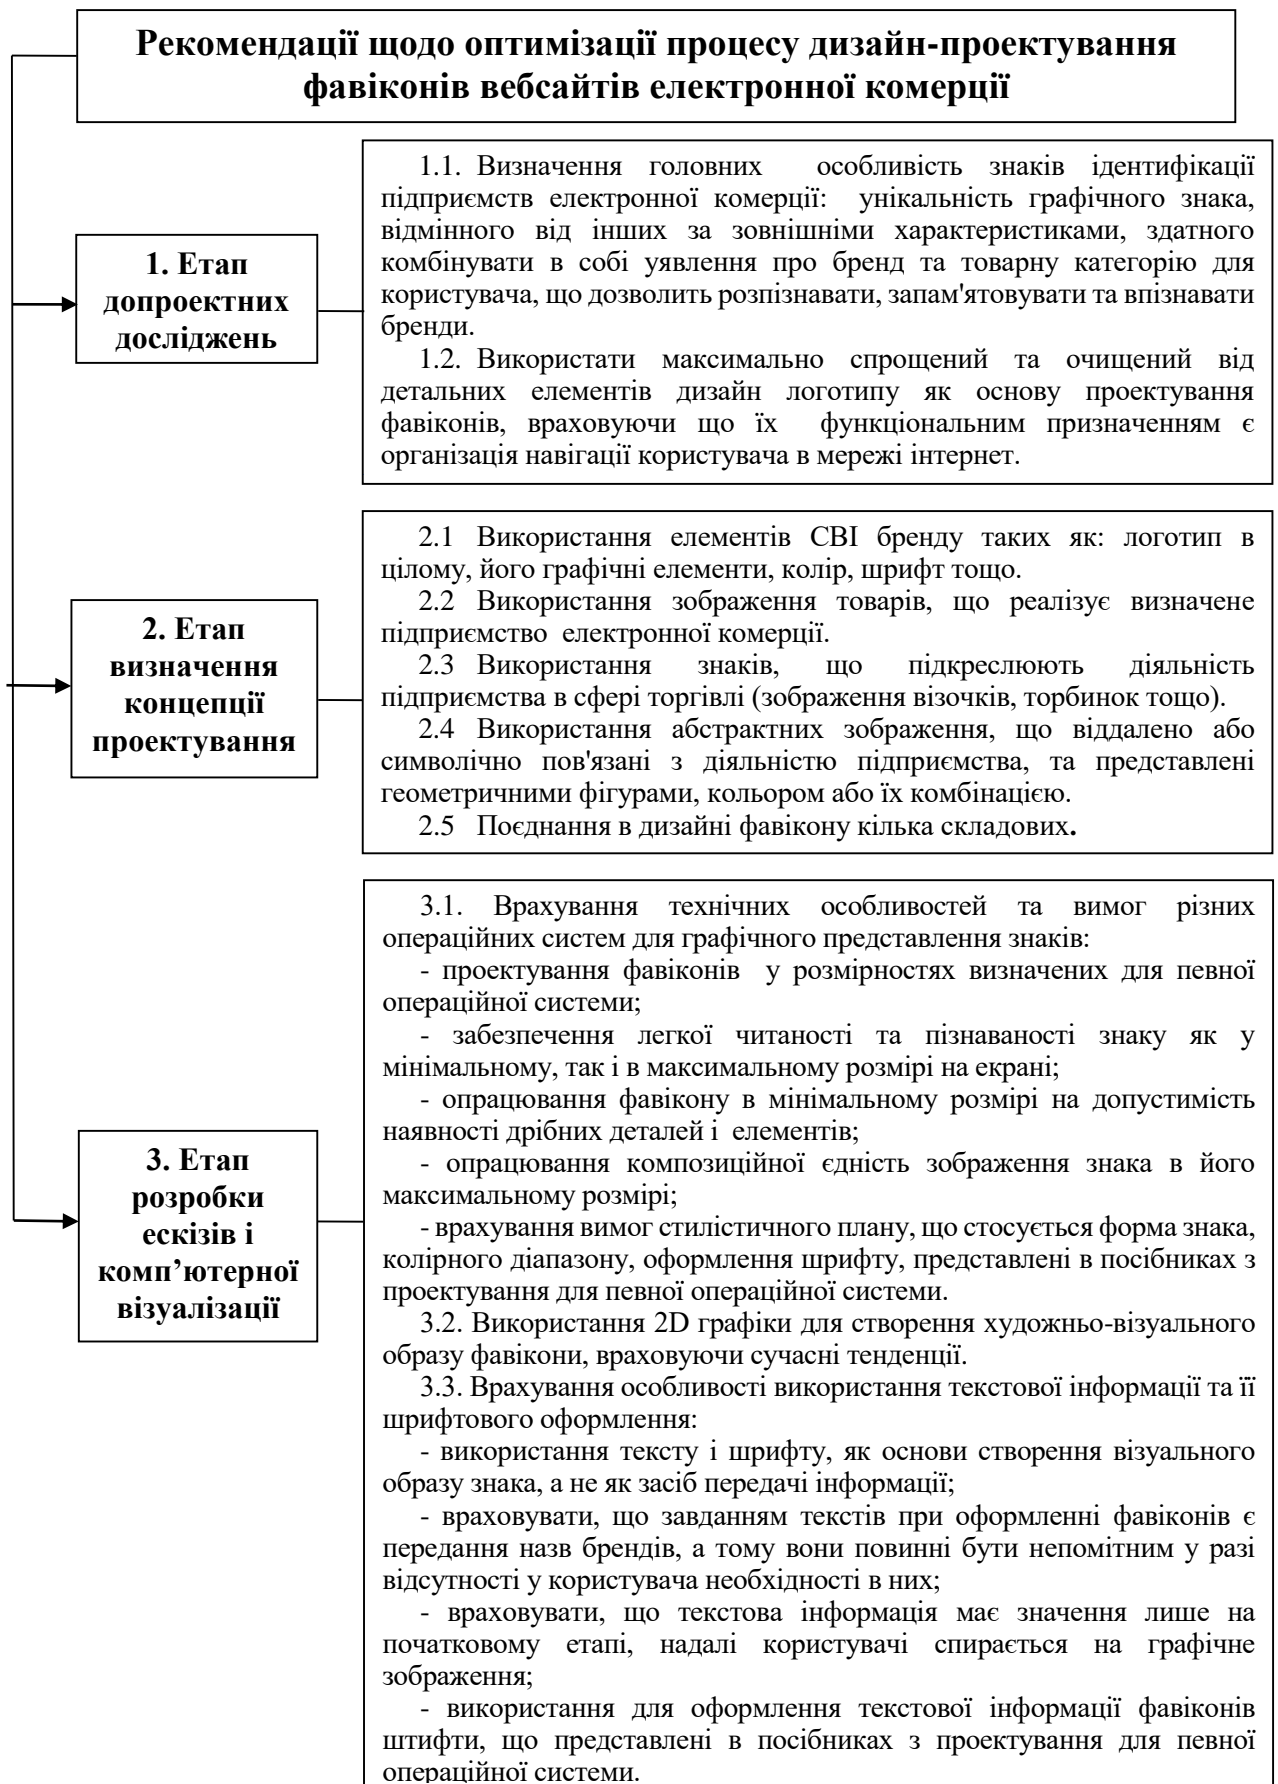 Рекомендації щодо оптимізації процесу дизайн-проектування
фавіконів вебсайтів електронної комерції
1. Етап
допроектних
досліджень
1.1. Визначення головних особливість знаків ідентифікації
підприємств електронної комерції: унікальність графічного знака,
відмінного від інших за зовнішніми характеристиками, здатного
комбінувати в собі уявлення про бренд та товарну категорію для
користувача, що дозволить розпізнавати, запам'ятовувати та впізнавати
бренди.
1.2. Використати максимально спрощений та очищений від
детальних елементів дизайн логотипу як основу проектування
фавіконів, враховуючи що їх функціональним призначенням є
організація навігації користувача в мережі інтернет.
2. Етап
визначення
концепції
проектування
2.1 Використання елементів СВІ бренду таких як: логотип в
цілому, його графічні елементи, колір, шрифт тощо.
2.2 Використання зображення товарів, що реалізує визначене
підприємство електронної комерції.
2.3 Використання знаків, що підкреслюють діяльність
підприємства в сфері торгівлі (зображення візочків, торбинок тощо).
2.4 Використання абстрактних зображення, що віддалено або
символічно пов'язані з діяльністю підприємства, та представлені
геометричними фігурами, кольором або їх комбінацією.
2.5 Поєднання в дизайні фавікону кілька складових.
3. Етап
розробки
ескізів і
комп’ютерної
візуалізації
3.1. Врахування технічних особливостей та вимог різних
операційних систем для графічного представлення знаків:
- проектування фавіконів у розмірностях визначених для певної
операційної системи;
- забезпечення легкої читаності та пізнаваності знаку як у
мінімальному, так і в максимальному розмірі на екрані;
- опрацювання фавікону в мінімальному розмірі на допустимість
наявності дрібних деталей і елементів;
- опрацювання композиційної єдність зображення знака в його
максимальному розмірі;
- врахування вимог стилістичного плану, що стосується форма знака,
колірного діапазону, оформлення шрифту, представлені в посібниках з
проектування для певної операційної системи.
3.2. Використання 2D графіки для створення художньо-візуального
образу фавікони, враховуючи сучасні тенденції.
3.3. Врахування особливості використання текстової інформації та її
шрифтового оформлення:
- використання тексту і шрифту, як основи створення візуального
образу знака, а не як засіб передачі інформації;
- враховувати, що завданням текстів при оформленні фавіконів є
передання назв брендів, а тому вони повинні бути непомітним у разі
відсутності у користувача необхідності в них;
- враховувати, що текстова інформація має значення лише на
початковому етапі, надалі користувачі спирається на графічне
зображення;
- використання для оформлення текстової інформації фавіконів
штифти, що представлені в посібниках з проектування для певної
операційної системи.